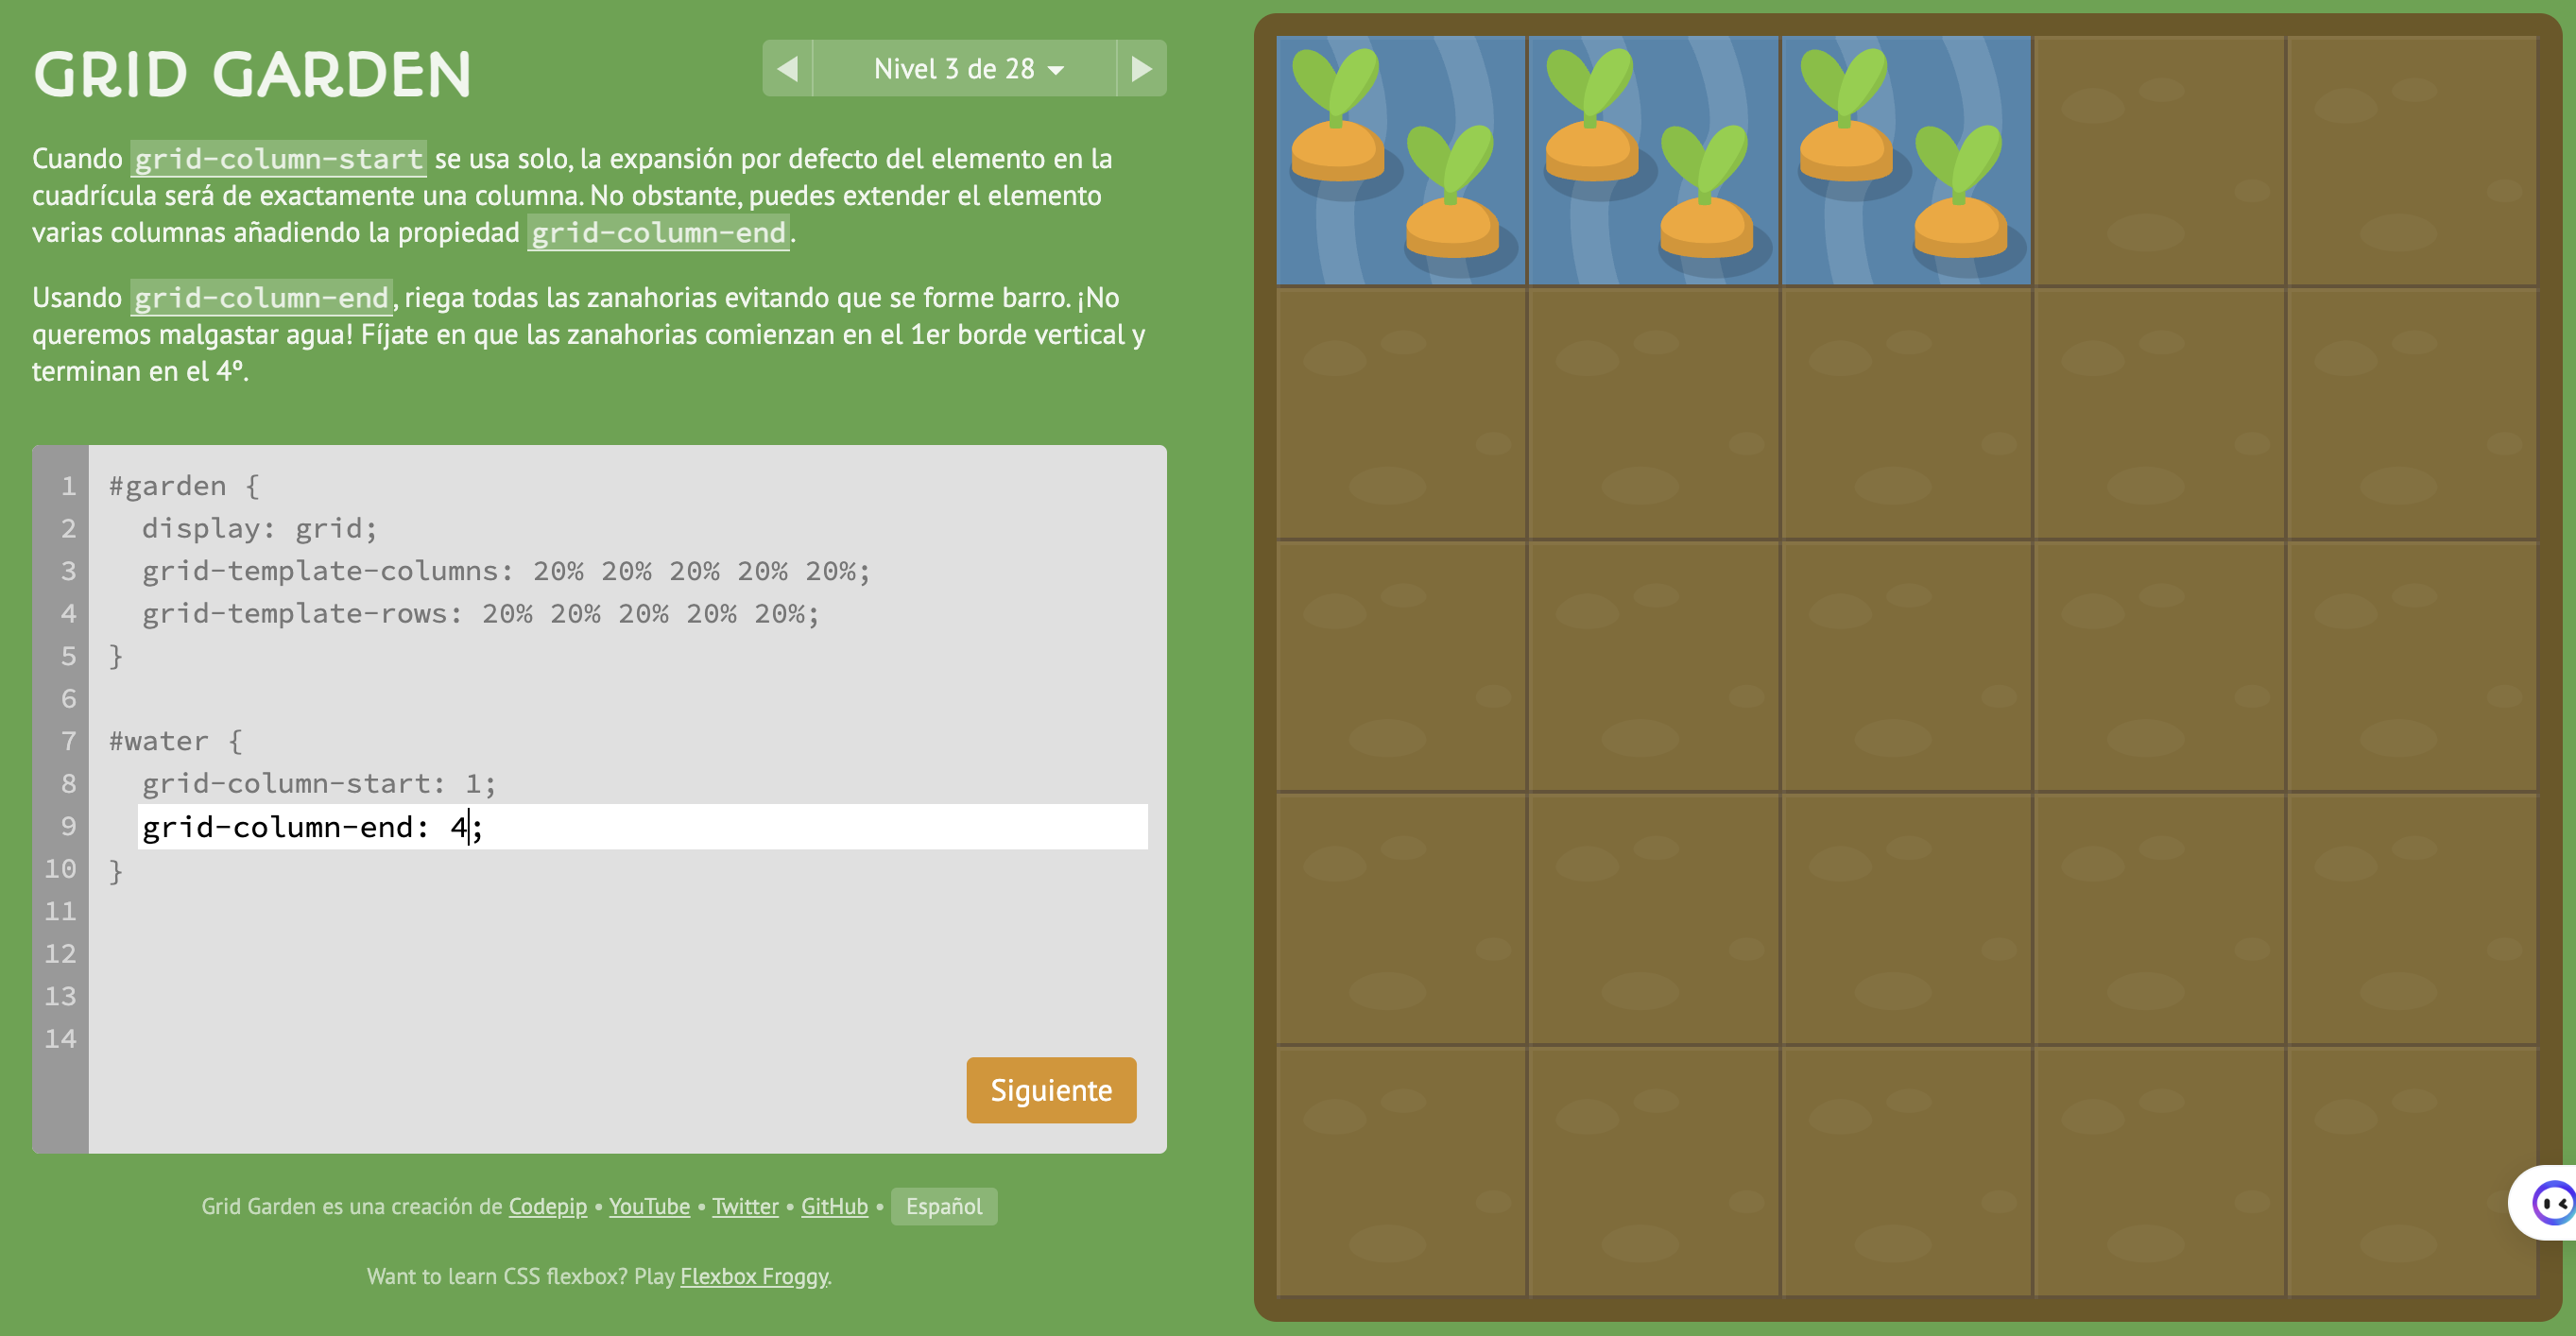 GRID GARDEN
Nivel 3 de 28
Cuando grid-column-start se usa solo, la expansión por defecto del elemento en la
cuadrícula será de exactamente una columna. No obstante, puedes extender el elemento
varias columnas añadiendo la propiedad grid-column-end.
Usando grid-column-end, riega todas las zanahorias evitando que se forme barro. ¡No
queremos malgastar agua! Fíjate en que las zanahorias comienzan en el 1er borde vertical y
terminan en el 4º.
1 #garden {
2 display: grid;
3 grid-template-columns: 20% 20% 20% 20% 20%;
4 grid-template-rows: 20% 20% 20% 20% 20%;
5 }
6
7 #water {
8 grid-column-start: 1;
9 grid-column-end: 4;
10 }
11
12
13
14
Siguiente
Grid Garden es una creación de Codepip • YouTube • Twitter • GitHub • Español
Want to learn CSS flexbox? Play Flexbox Froggy.